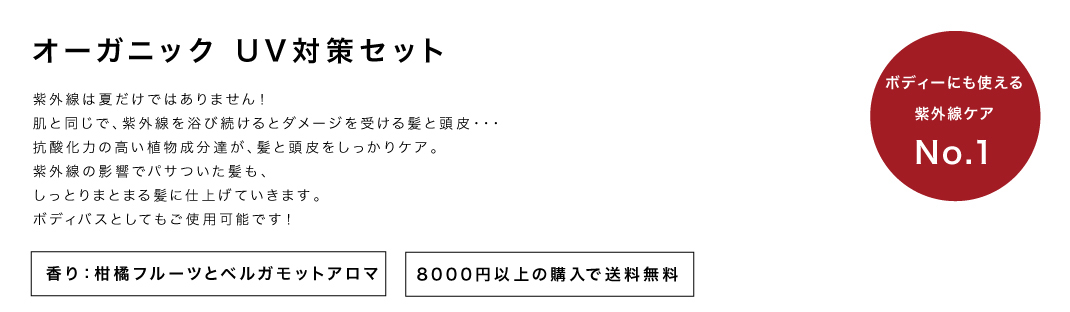 オーガニック UV対策セット
紫外線は夏だけではありません！
肌と同じで、紫外線を浴び続けるとダメージを受ける髪と頭皮･･･
抗酸化力の高い植物成分達が、髪と頭皮をしっかりケア。
紫外線の影響でパサついた髪も、
しっとりまとまる髪に仕上げていきます。
ボディバスとしてもご使用可能です！
香り：柑橘フルーツとベルガモットアロマ
8000円以上の購入で送料無料
ボディーにも使える
紫外線ケア
No.1